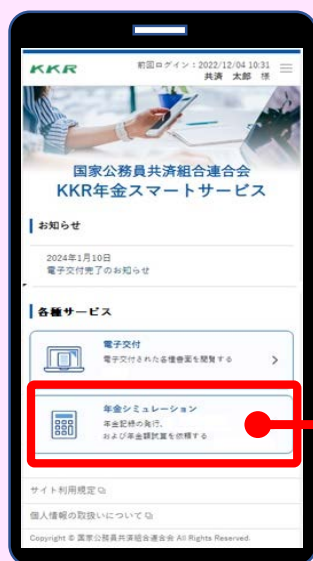 KKR
前回ログイン：2022/12/04 10:31
共済 太郎 様
国家公務員共済組合連合会
KKR年金スマートサービス
お知らせ
2024年1月10日
電子交付完了のお知らせ
各種サービス
電子交付
電子交付された各種書面を閲覧する
年金シミュレーション
年金記録の発行、
および年金額試算を依頼する
サイト利用規定
個人情報の取扱いについて
Copyright © 国家公務員共済組合連合会 All Rights Reserved.